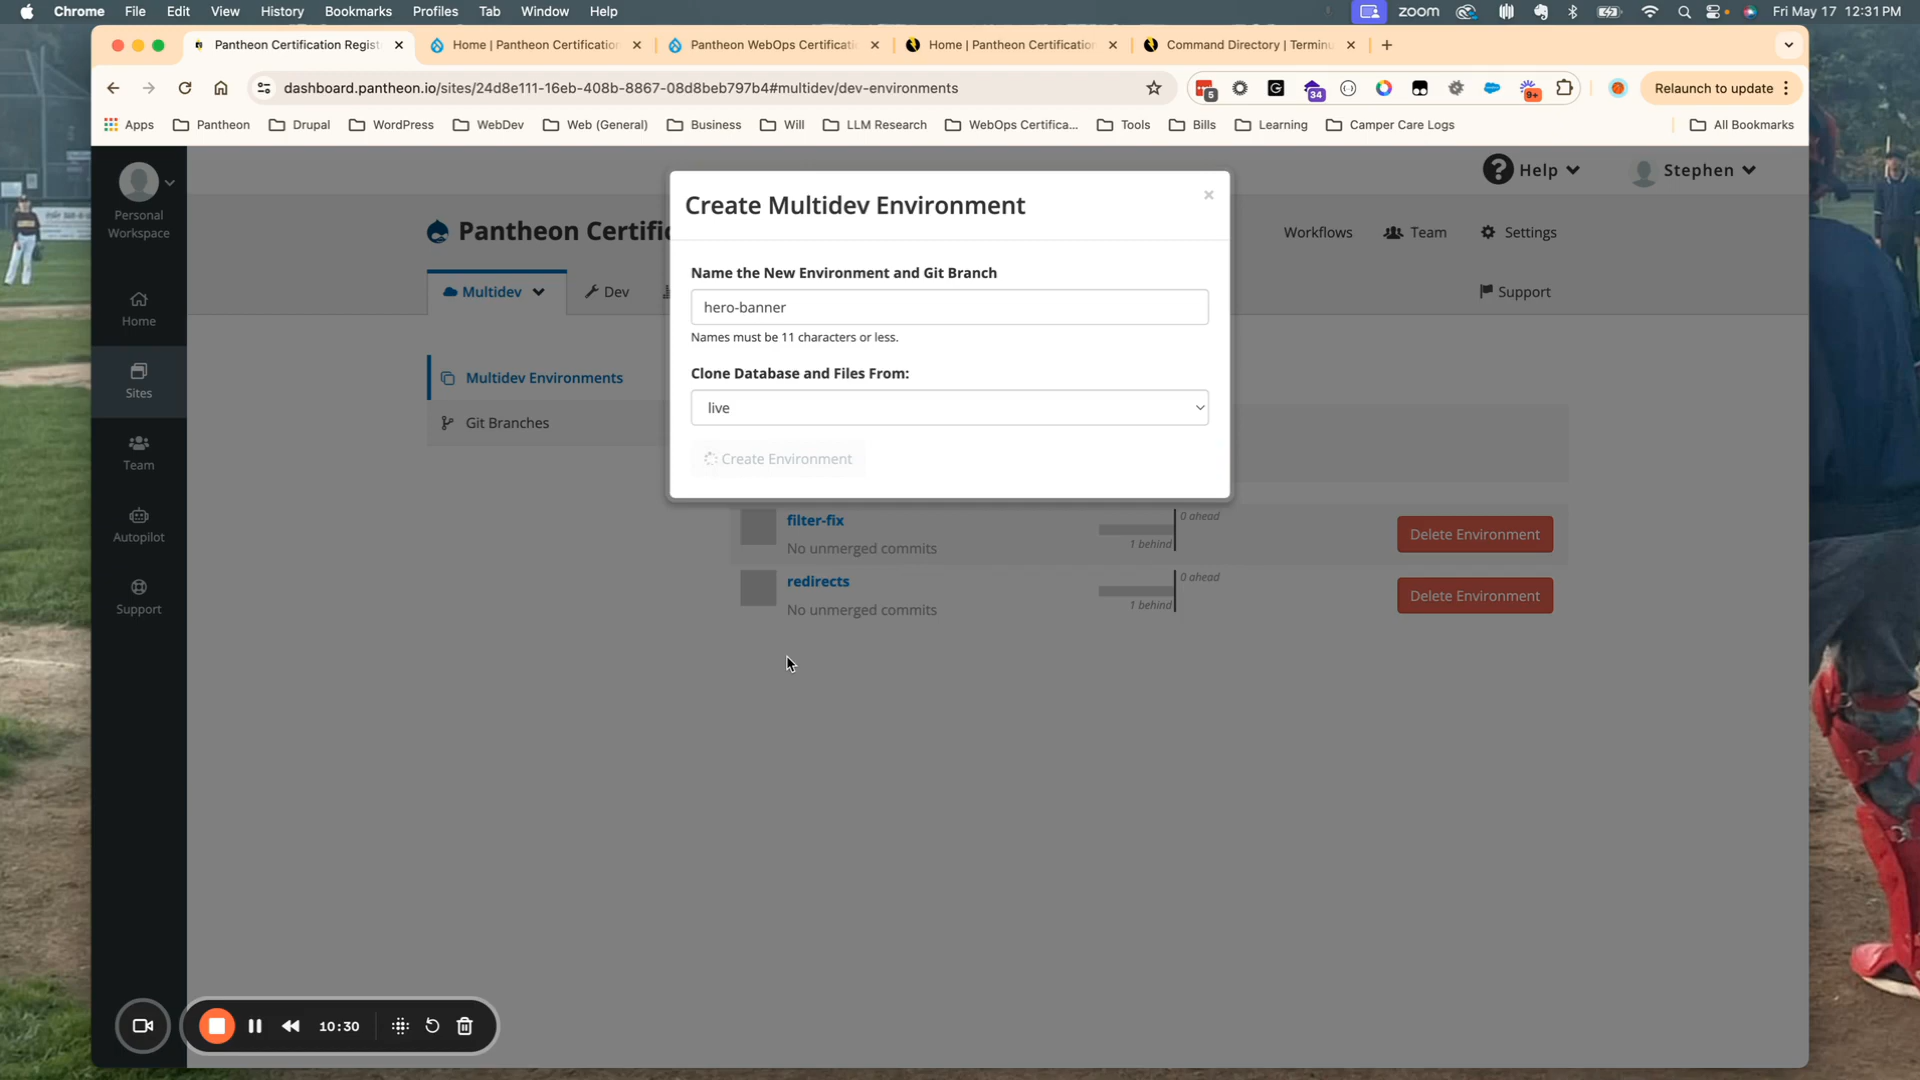 Chrome File Edit View History Bookmarks Profiles Tab Window Help zoom Fri May 17 12:31 PM
Pantheon Certification Regist Home | Pantheon Certification Pantheon WebOps Certificati Home | Pantheon Certification Command Directory | Terminu
dashboard.pantheon.io/sites/24d8e111-16eb-408b-8867-08d8beb797b4#multidev/dev-environments 5 34 9+ Relaunch to update
Apps Pantheon Drupal WordPress WebDev Web (General) Business Will LLM Research WebOps Certifica... Tools Bills Learning Camper Care Logs All Bookmarks
Personal
Workspace
Home
Sites
Team
Autopilot
Support
Help Stephen
Pantheon Certific
Workflows Team Settings
Multidev Dev
Support
Multidev Environments
Git Branches
Create Multidev Environment ×
Name the New Environment and Git Branch
hero-banner
Names must be 11 characters or less.
Clone Database and Files From:
live
Create Environment
filter-fix
No unmerged commits
0 ahead
1 behind
Delete Environment
redirects
No unmerged commits
0 ahead
1 behind
Delete Environment
10:30